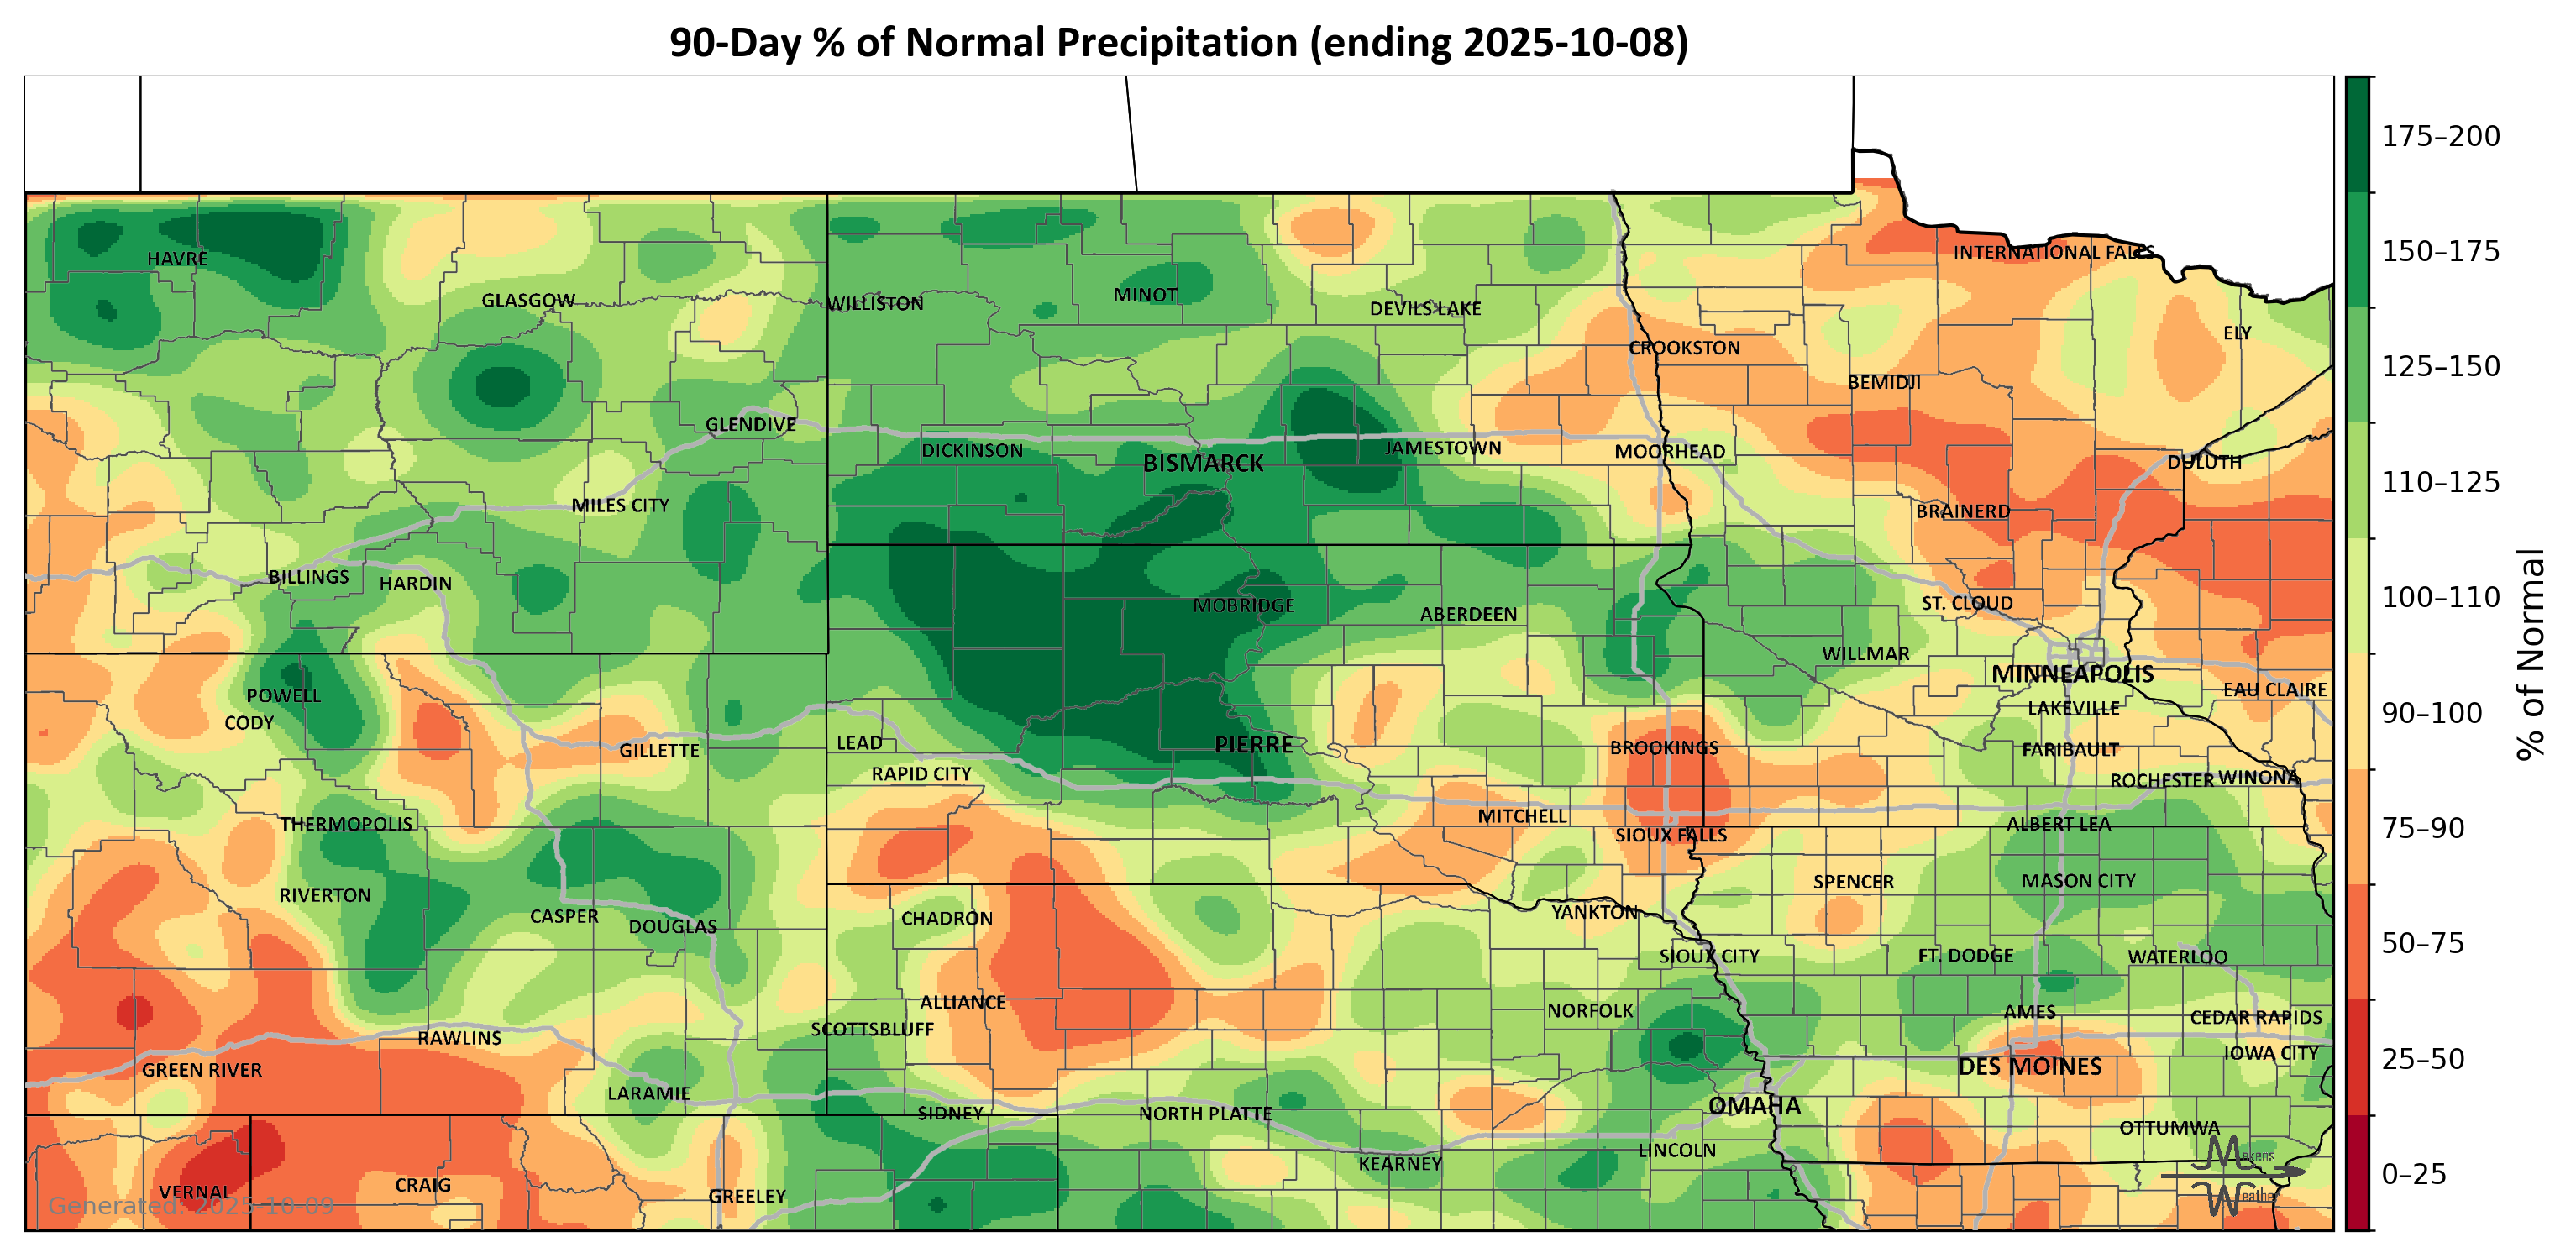 90-Day % of Normal Precipitation (ending 2025-10-08)
175–200
HAVRE
INTERNATIONAL FALLS
150–175
GLASGOW
WILLISTON
MINOT
DEVILS LAKE
ELY
CROOKSTON
125–150
BEMIDJI
GLENDIVE
DICKINSON
BISMARCK
JAMESTOWN
MOORHEAD
DULUTH
110–125
MILES CITY
BRAINERD
BILLINGS
HARDIN
MOBRIDGE
ABERDEEN
ST. CLOUD
100–110
WILLMAR
MINNEAPOLIS
% of Normal
POWELL
EAU CLAIRE
CODY
LAKEVILLE
90–100
GILLETTE
LEAD
PIERRE
BROOKINGS
FARIBAULT
RAPID CITY
ROCHESTER
WINONA
THERMOPOLIS
MITCHELL
SIOUX FALLS
ALBERT LEA
75–90
RIVERTON
SPENCER
MASON CITY
CASPER
DOUGLAS
CHADRON
YANKTON
SIOUX CITY
FT. DODGE
WATERLOO
50–75
ALLIANCE
NORFOLK
AMES
CEDAR RAPIDS
RAWLINS
SCOTTSBLUFF
IOWA CITY
GREEN RIVER
DES MOINES
25–50
LARAMIE
SIDNEY
NORTH PLATTE
OMAHA
OTTUMWA
LINCOLN
KEARNEY
Makens
Weather
VERNAL
CRAIG
GREELEY
0–25
Generated: 2025-10-09